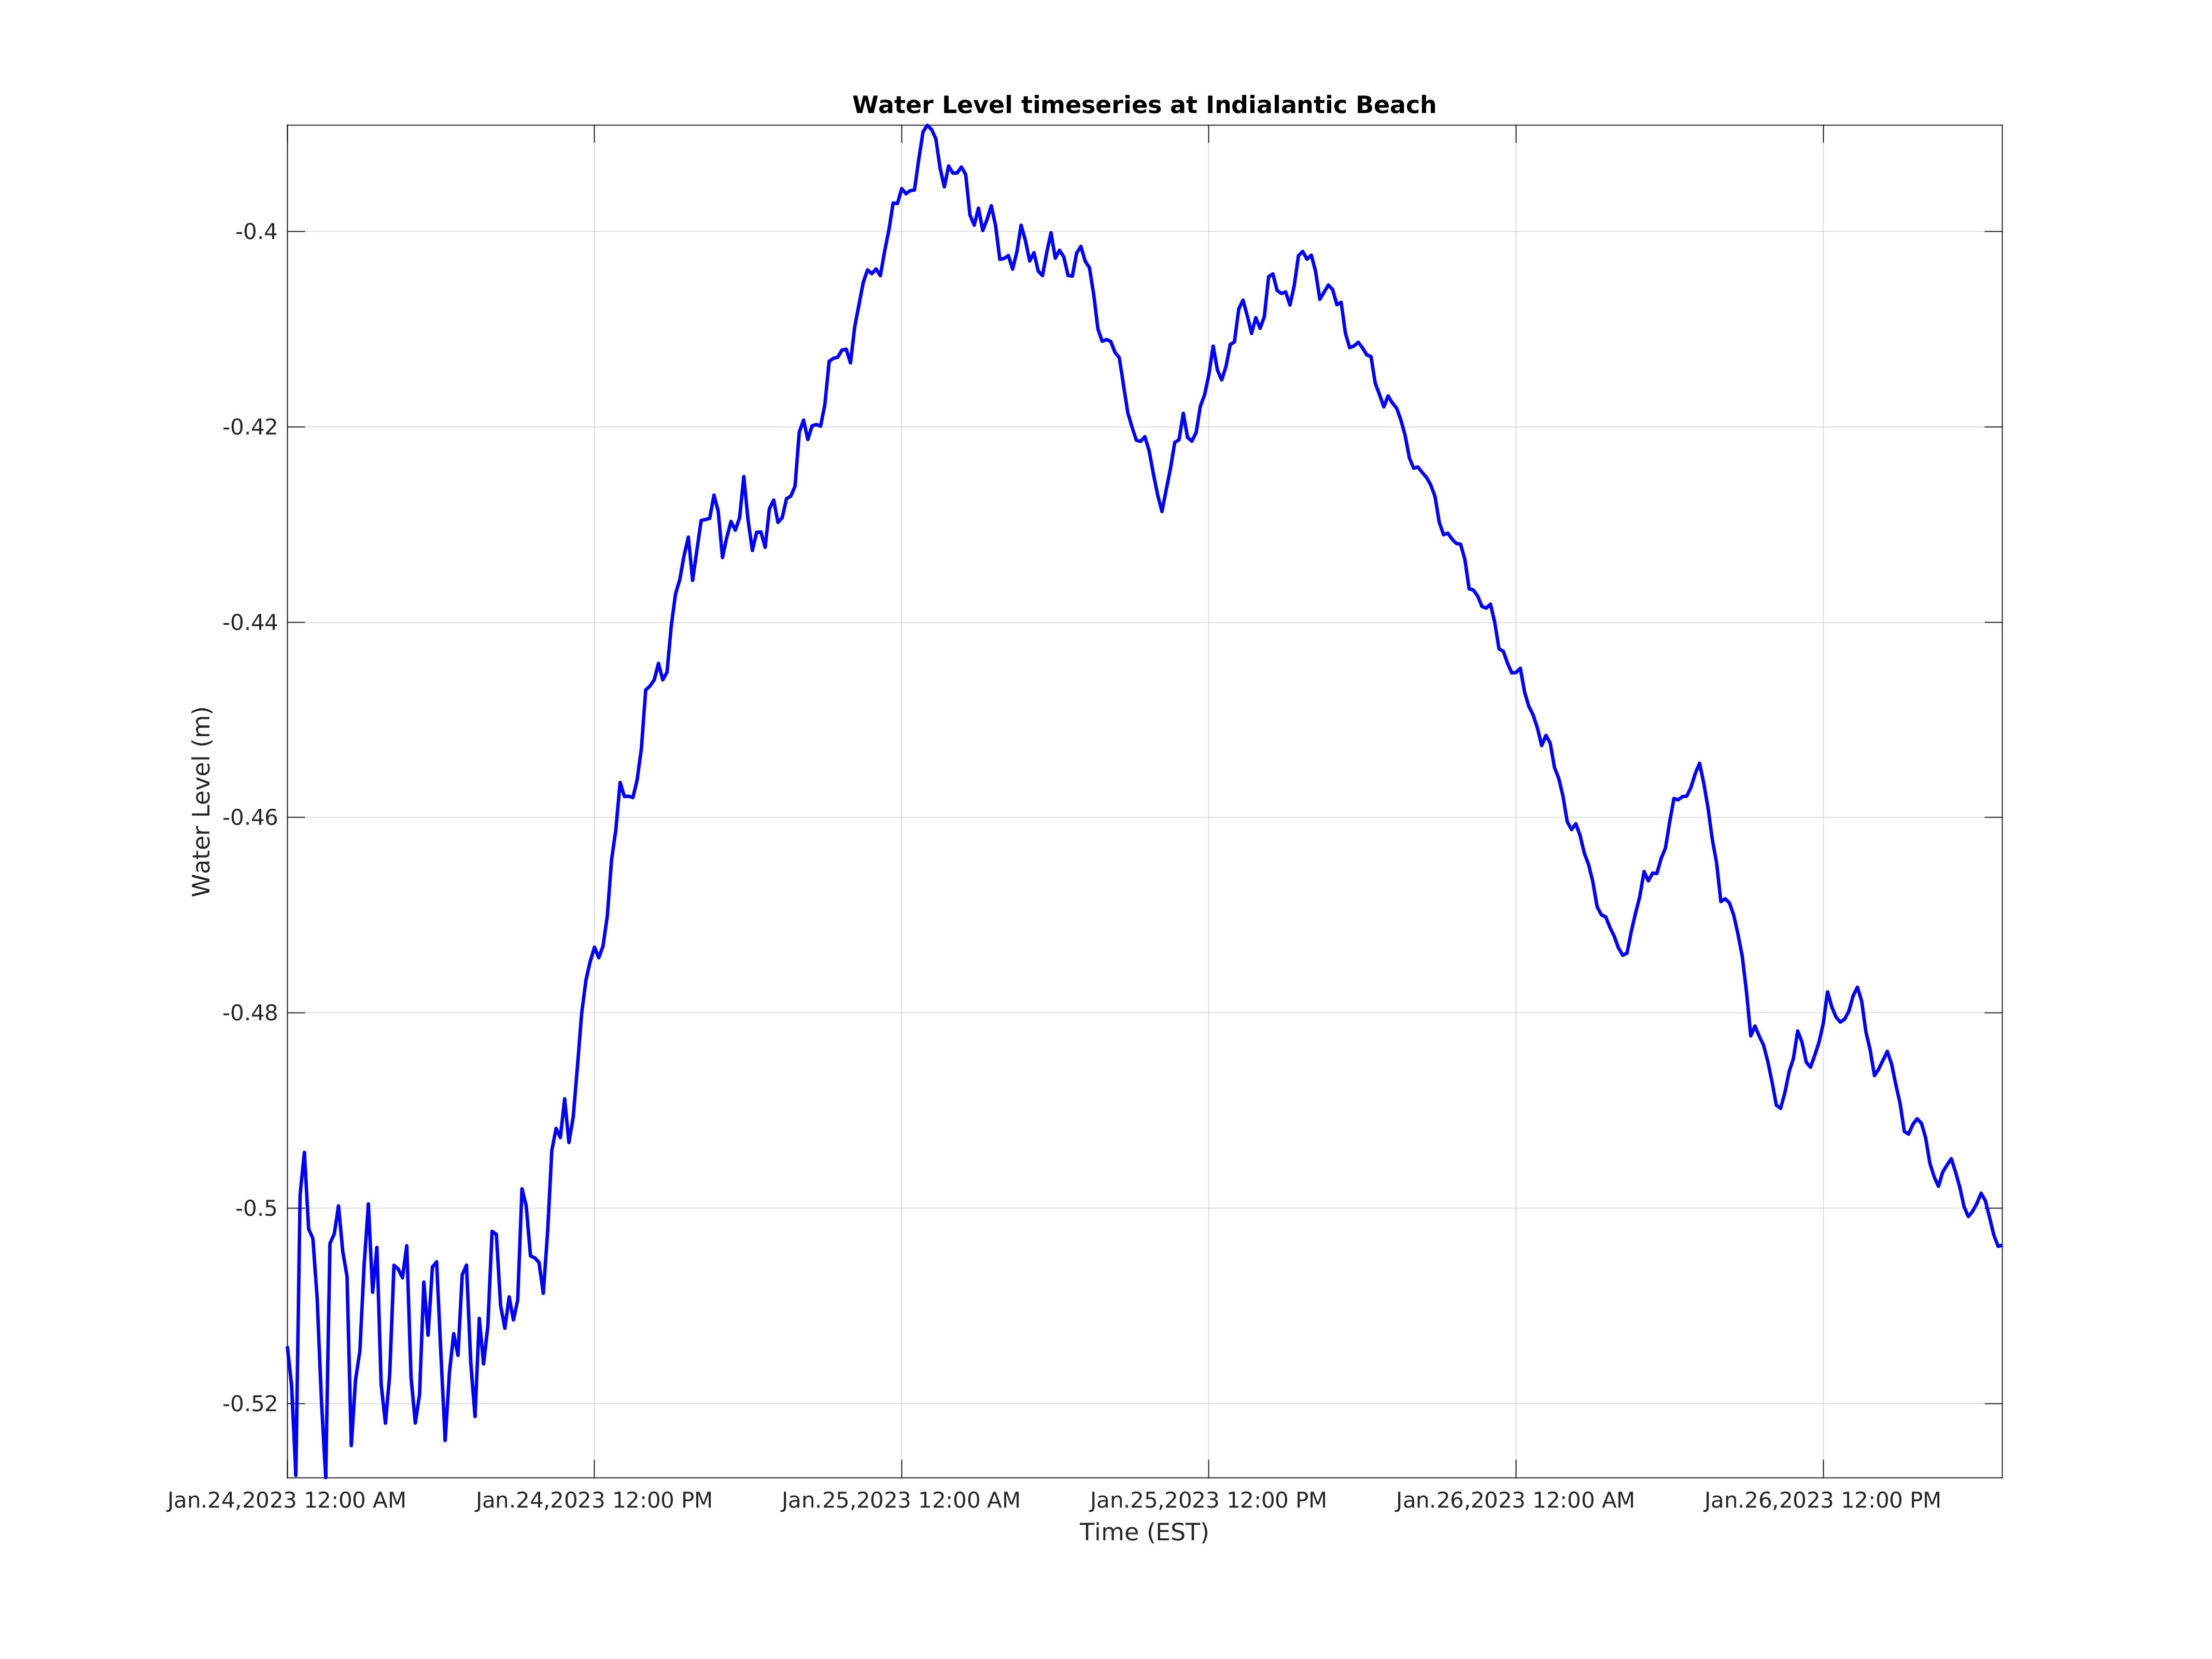 Water Level timeseries at Indialantic Beach
-0.4
-0.42
-0.44
-0.46
-0.48
-0.5
-0.52
Water Level (m)
Jan.24,2023 12:00 AM Jan.24,2023 12:00 PM Jan.25,2023 12:00 AM Jan.25,2023 12:00 PM Jan.26,2023 12:00 AM Jan.26,2023 12:00 PM
Time (EST)